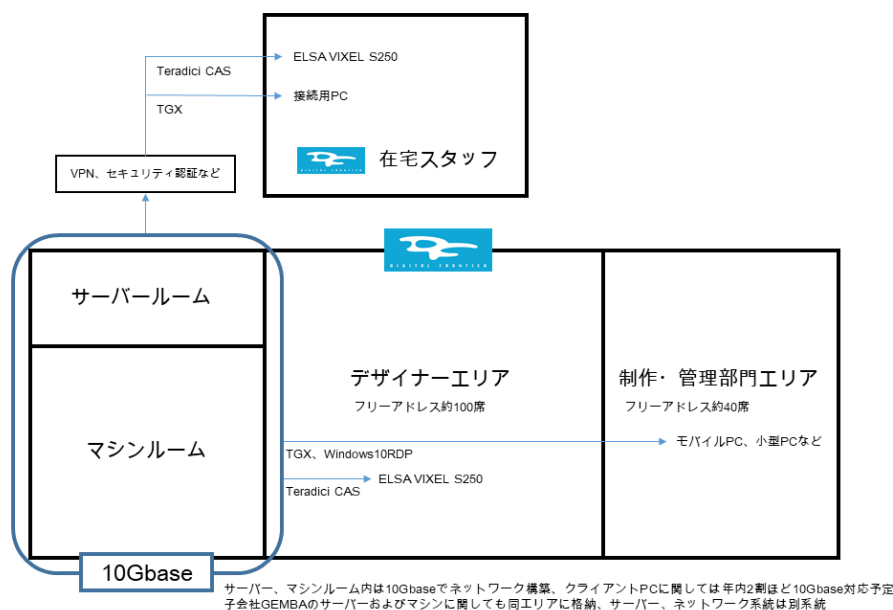 Teradici CAS
ELSA VIXEL S250
TGX
接続用PC
DIGITAL FRONTIER
在宅スタッフ
VPN、セキュリティ認証など
DIGITAL FRONTIER
サーバールーム
マシンルーム
デザイナーエリア
フリーアドレス約100席
制作・管理部門エリア
フリーアドレス約40席
モバイルPC、小型PCなど
TGX、Windows10RDP
ELSA VIXEL S250
Teradici CAS
10Gbase
サーバー、マシンルーム内は10Gbaseでネットワーク構築、クライアントPCに関しては年内2割ほど10Gbase対応予定
子会社GEMBAのサーバーおよびマシンに関しても同エリアに格納、サーバー、ネットワーク系統は別系統